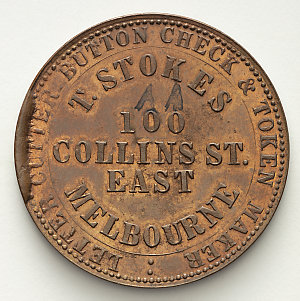 LETTER CUTTER, BUTTON CHECK & TOKEN MAKER
T. STOKES
100
COLLINS ST.
EAST
MELBOURNE